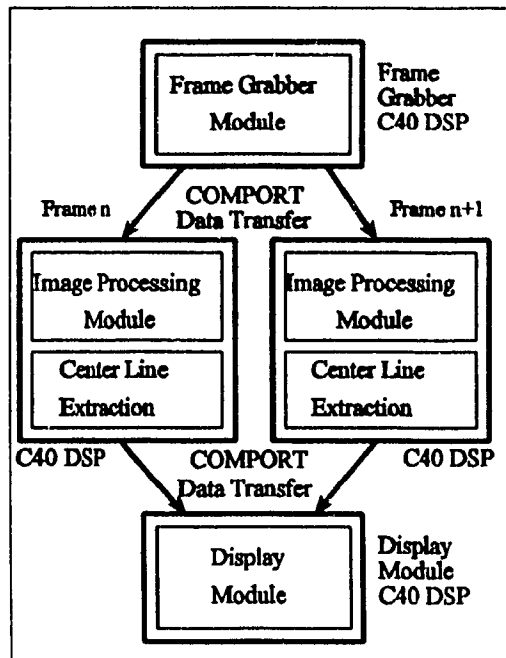 Frame Grabber
Module
Frame
Grabber
C40 DSP
COMPORT
Data Transfer
Frame n
Frame n+1
Image Processing
Module
Center Line
Extraction
Image Processing
Module
Center Line
Extraction
C40 DSP
C40 DSP
COMPORT
Data Transfer
Display
Module
Display
Module
C40 DSP